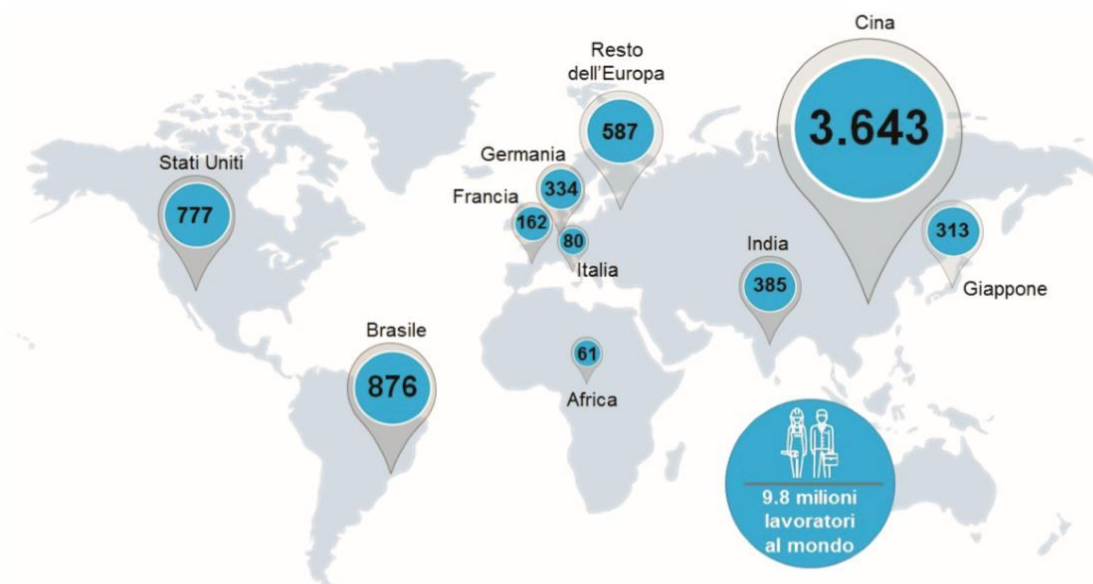 Cina
3.643
Resto
dell'Europa
587
Stati Uniti
777
Germania
334
Francia
162
80
Italia
India
385
313
Giappone
Brasile
876
61
Africa
9.8 milioni
lavoratori
al mondo